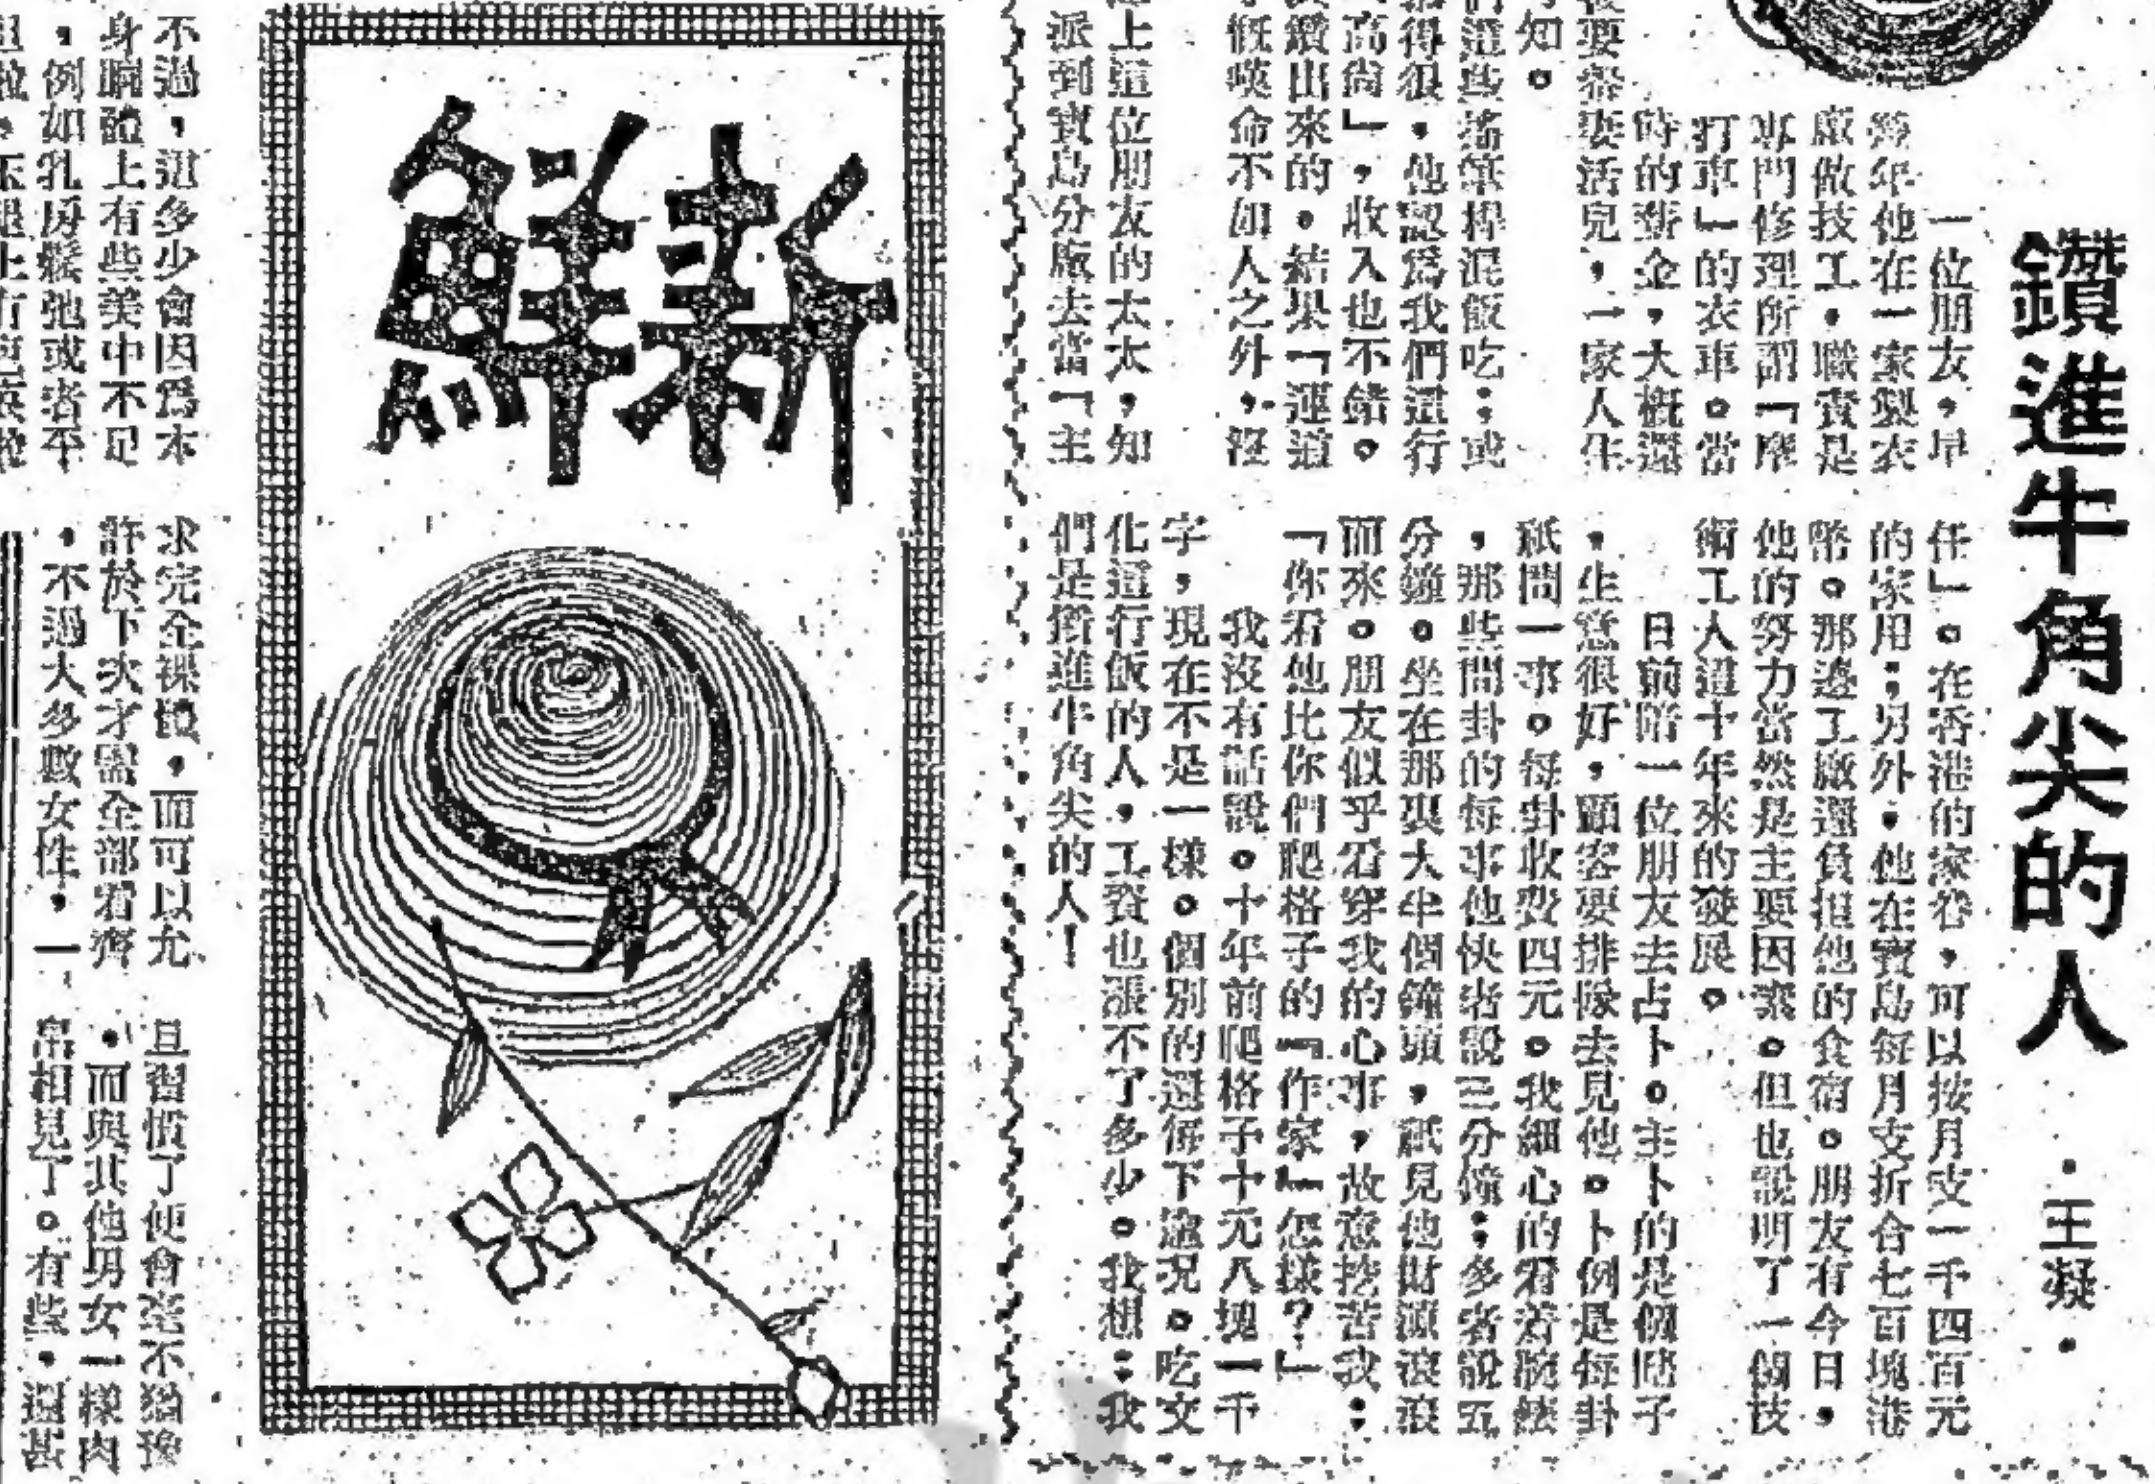 鑽進牛角尖的人
·王凝·
一位朋友,早
幾年他在一家製衣
廠做技工,職責是
專門修理所謂「摩
打車」的衣車。當
時的薪金,大概還
要養妻活兒,一家人生
知。
們這些搖筆桿混飯吃;或
得很,他認為我們這行
高尚」,收入也不錯。
鑽出來的。結果「運道
慨嘆命不如人之外,沒
上這位朋友的太太,知
派到寶島分廠去當「主
任」。在香港的家眷,可以按月支一千四百元
的家用;另外,他在寶島每月支折合七百塊港
幣。那邊工廠還負担他的食宿。朋友有今日,
他的努力當然是主要因素。但也說明了一個技
術工人這十年來的發展。
日前陪一位朋友去占卜。主卜的是個瞎子
,生意很好,顧客要排隊去見他。卜例是每卦
祇問一事。每卦收費四元。我細心的看着腕錶
,那些問卦的每事他快者說三分鐘;多者說五
分鐘。坐在那裏大半個鐘頭,祇見他財源滾滾
而來。朋友似乎看穿我的心事,故意挖苦我:
「你看他比你們爬格子的「作家」怎樣?」
我沒有話說。十年前爬格子十元八塊一千
字,現在不是一樣。個別的還每下逾況。吃文
化這行飯的人,工資也漲不了多少。我想:我
們是鑽進牛角尖的人!
新鮮
不過,這多少會因為本
身胴體上有些美中不足
,例如乳房鬆弛或者平
求完全裸體,而可以允
許於下次才需全部看齊
,不過大多數女性,一
旦習慣了便會毫不猶豫
,而與其他男女一樣肉
帛相見了。有些,還甚